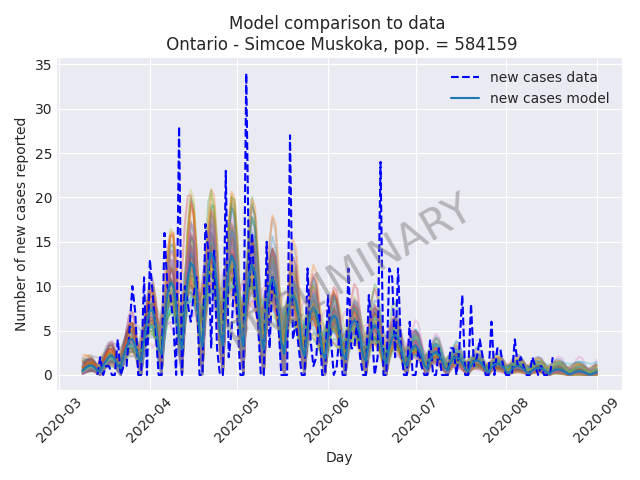 Model comparison to data
Ontario - Simcoe Muskoka, pop. = 584159
Number of new cases reported
35
30
25
20
15
10
5
0
new cases data
new cases model
2020-03
2020-04
2020-05
2020-06
2020-07
2020-08
2020-09
Day